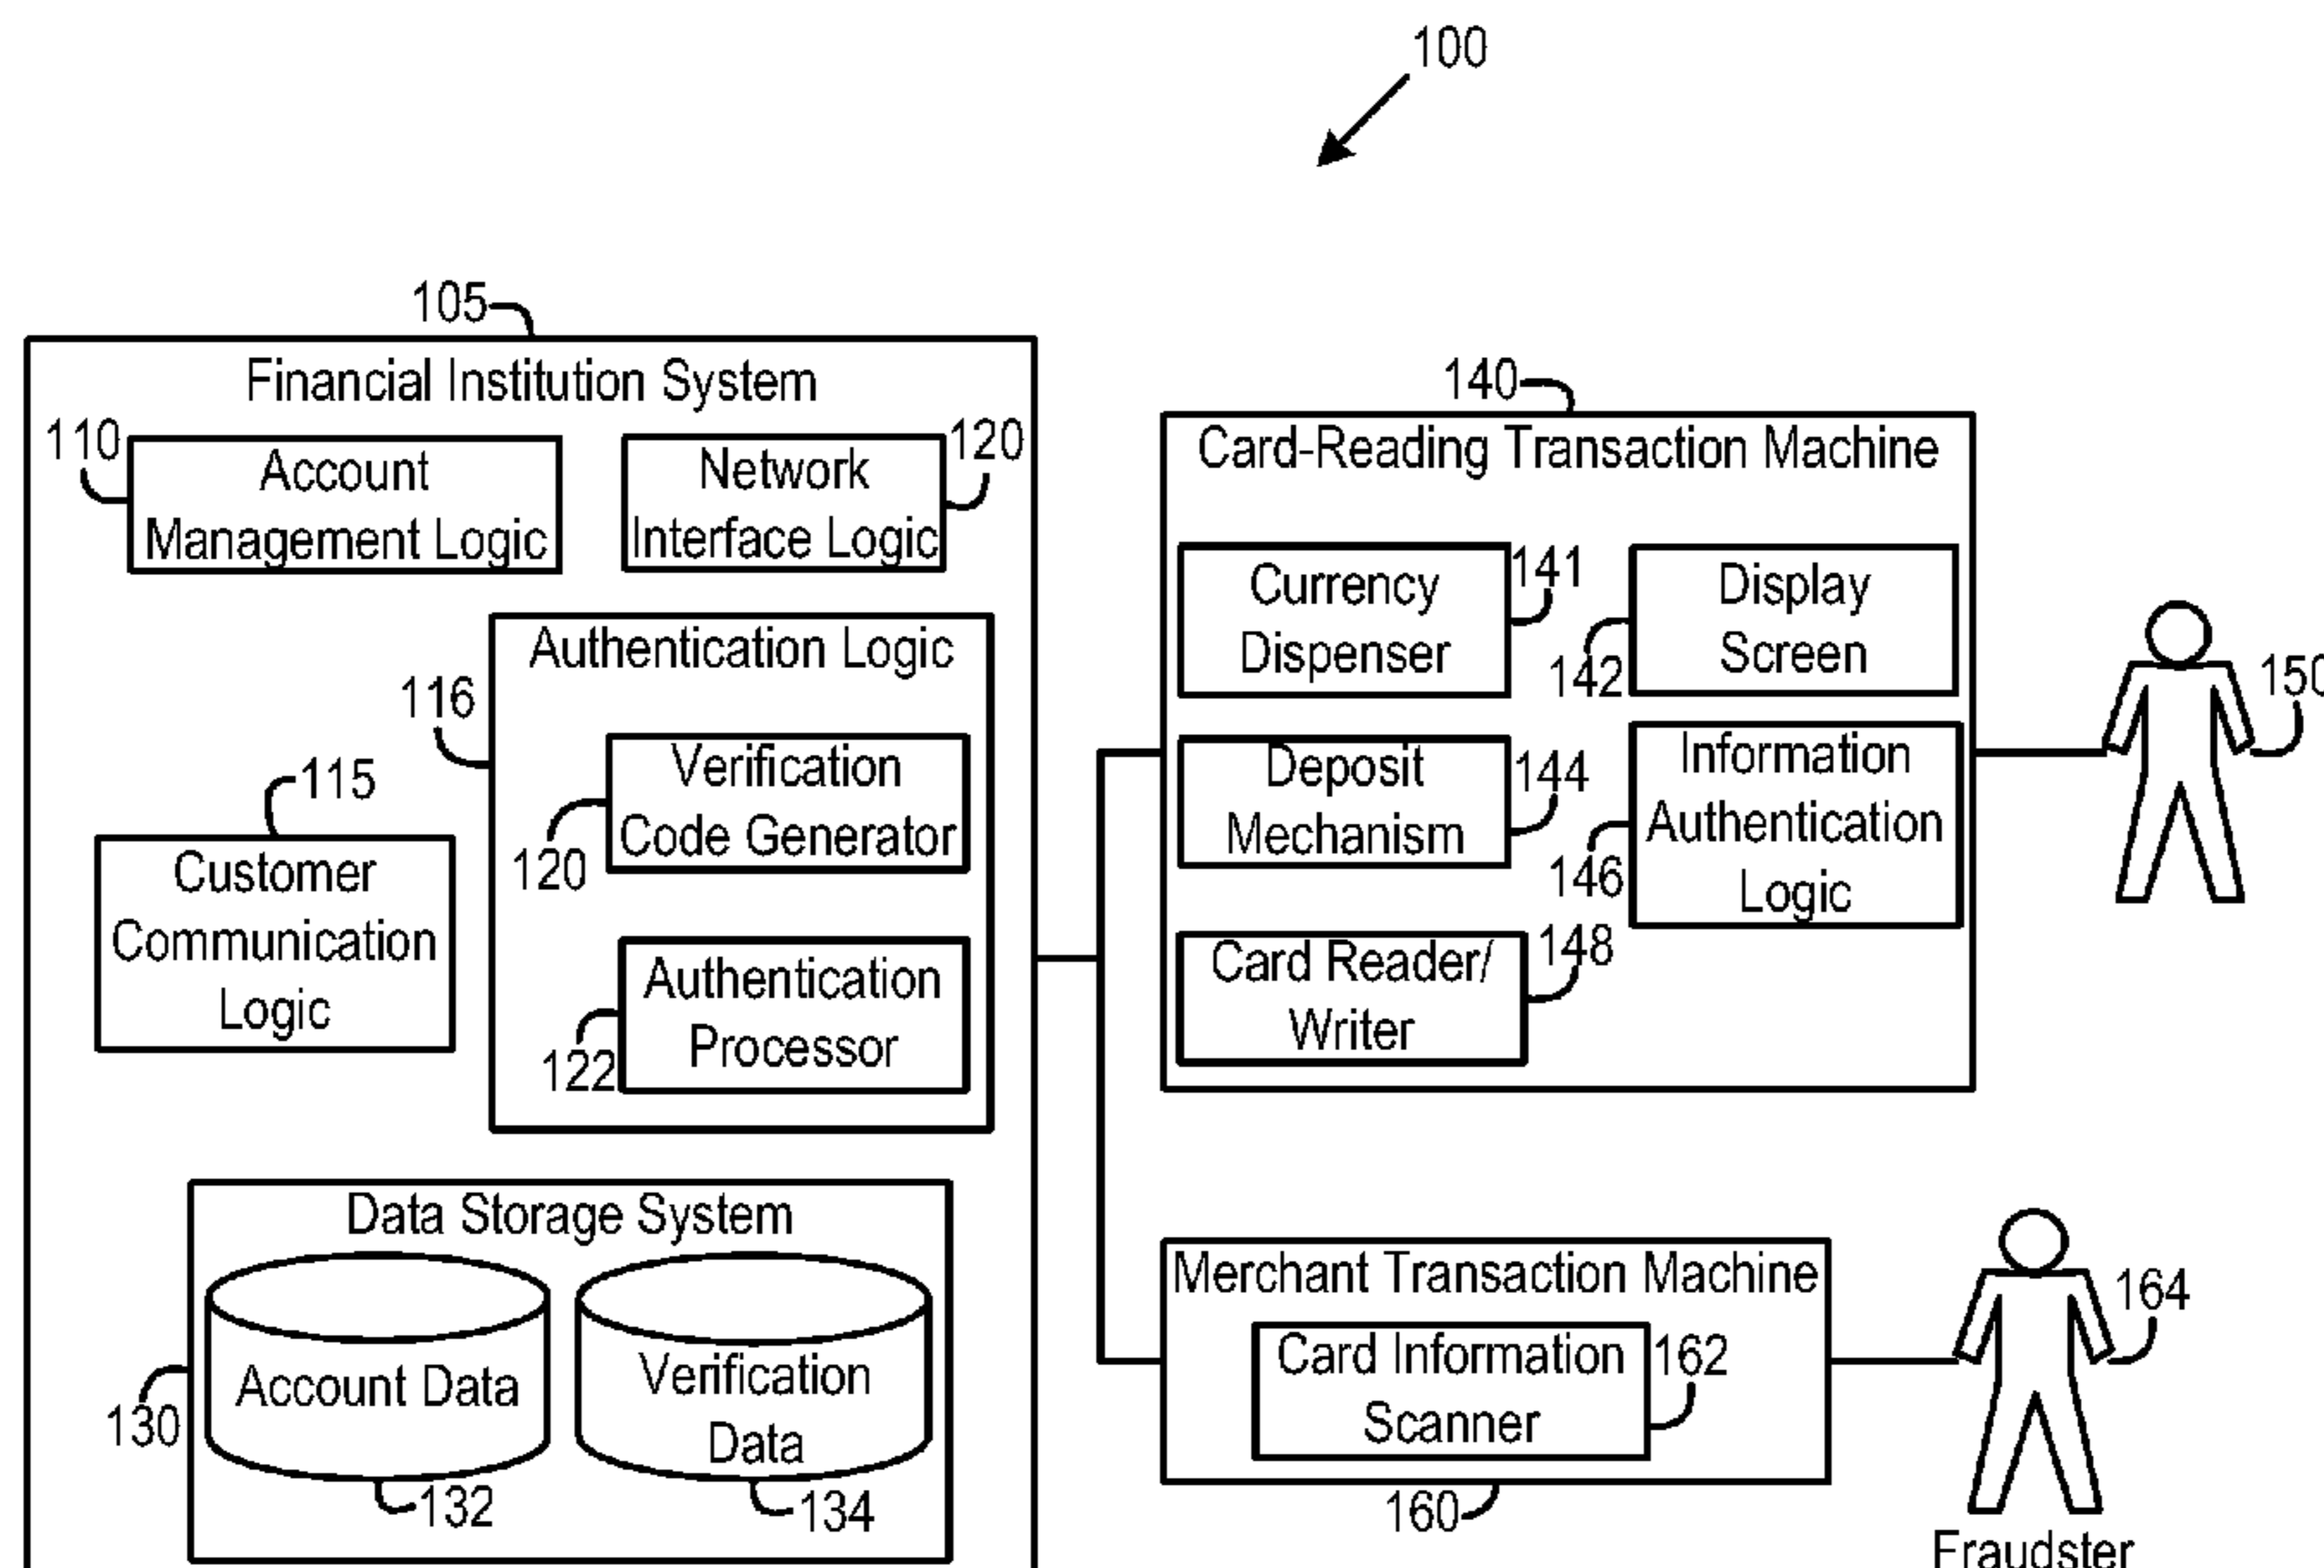 100
105
Financial Institution System
110
Account
Management Logic
Network
Interface Logic
120
116
Authentication Logic
Verification
Code Generator
120
115
Customer
Communication
Logic
Authentication
Processor
122
Data Storage System
Account Data
Verification
Data
130
132
134
140
Card-Reading Transaction Machine
Currency
Dispenser
141
Display
Screen
142
Deposit
Mechanism
144
Information
Authentication
Logic
146
Card Reader/
Writer
148
150
Merchant Transaction Machine
Card Information
Scanner
162
160
164
Fraudster